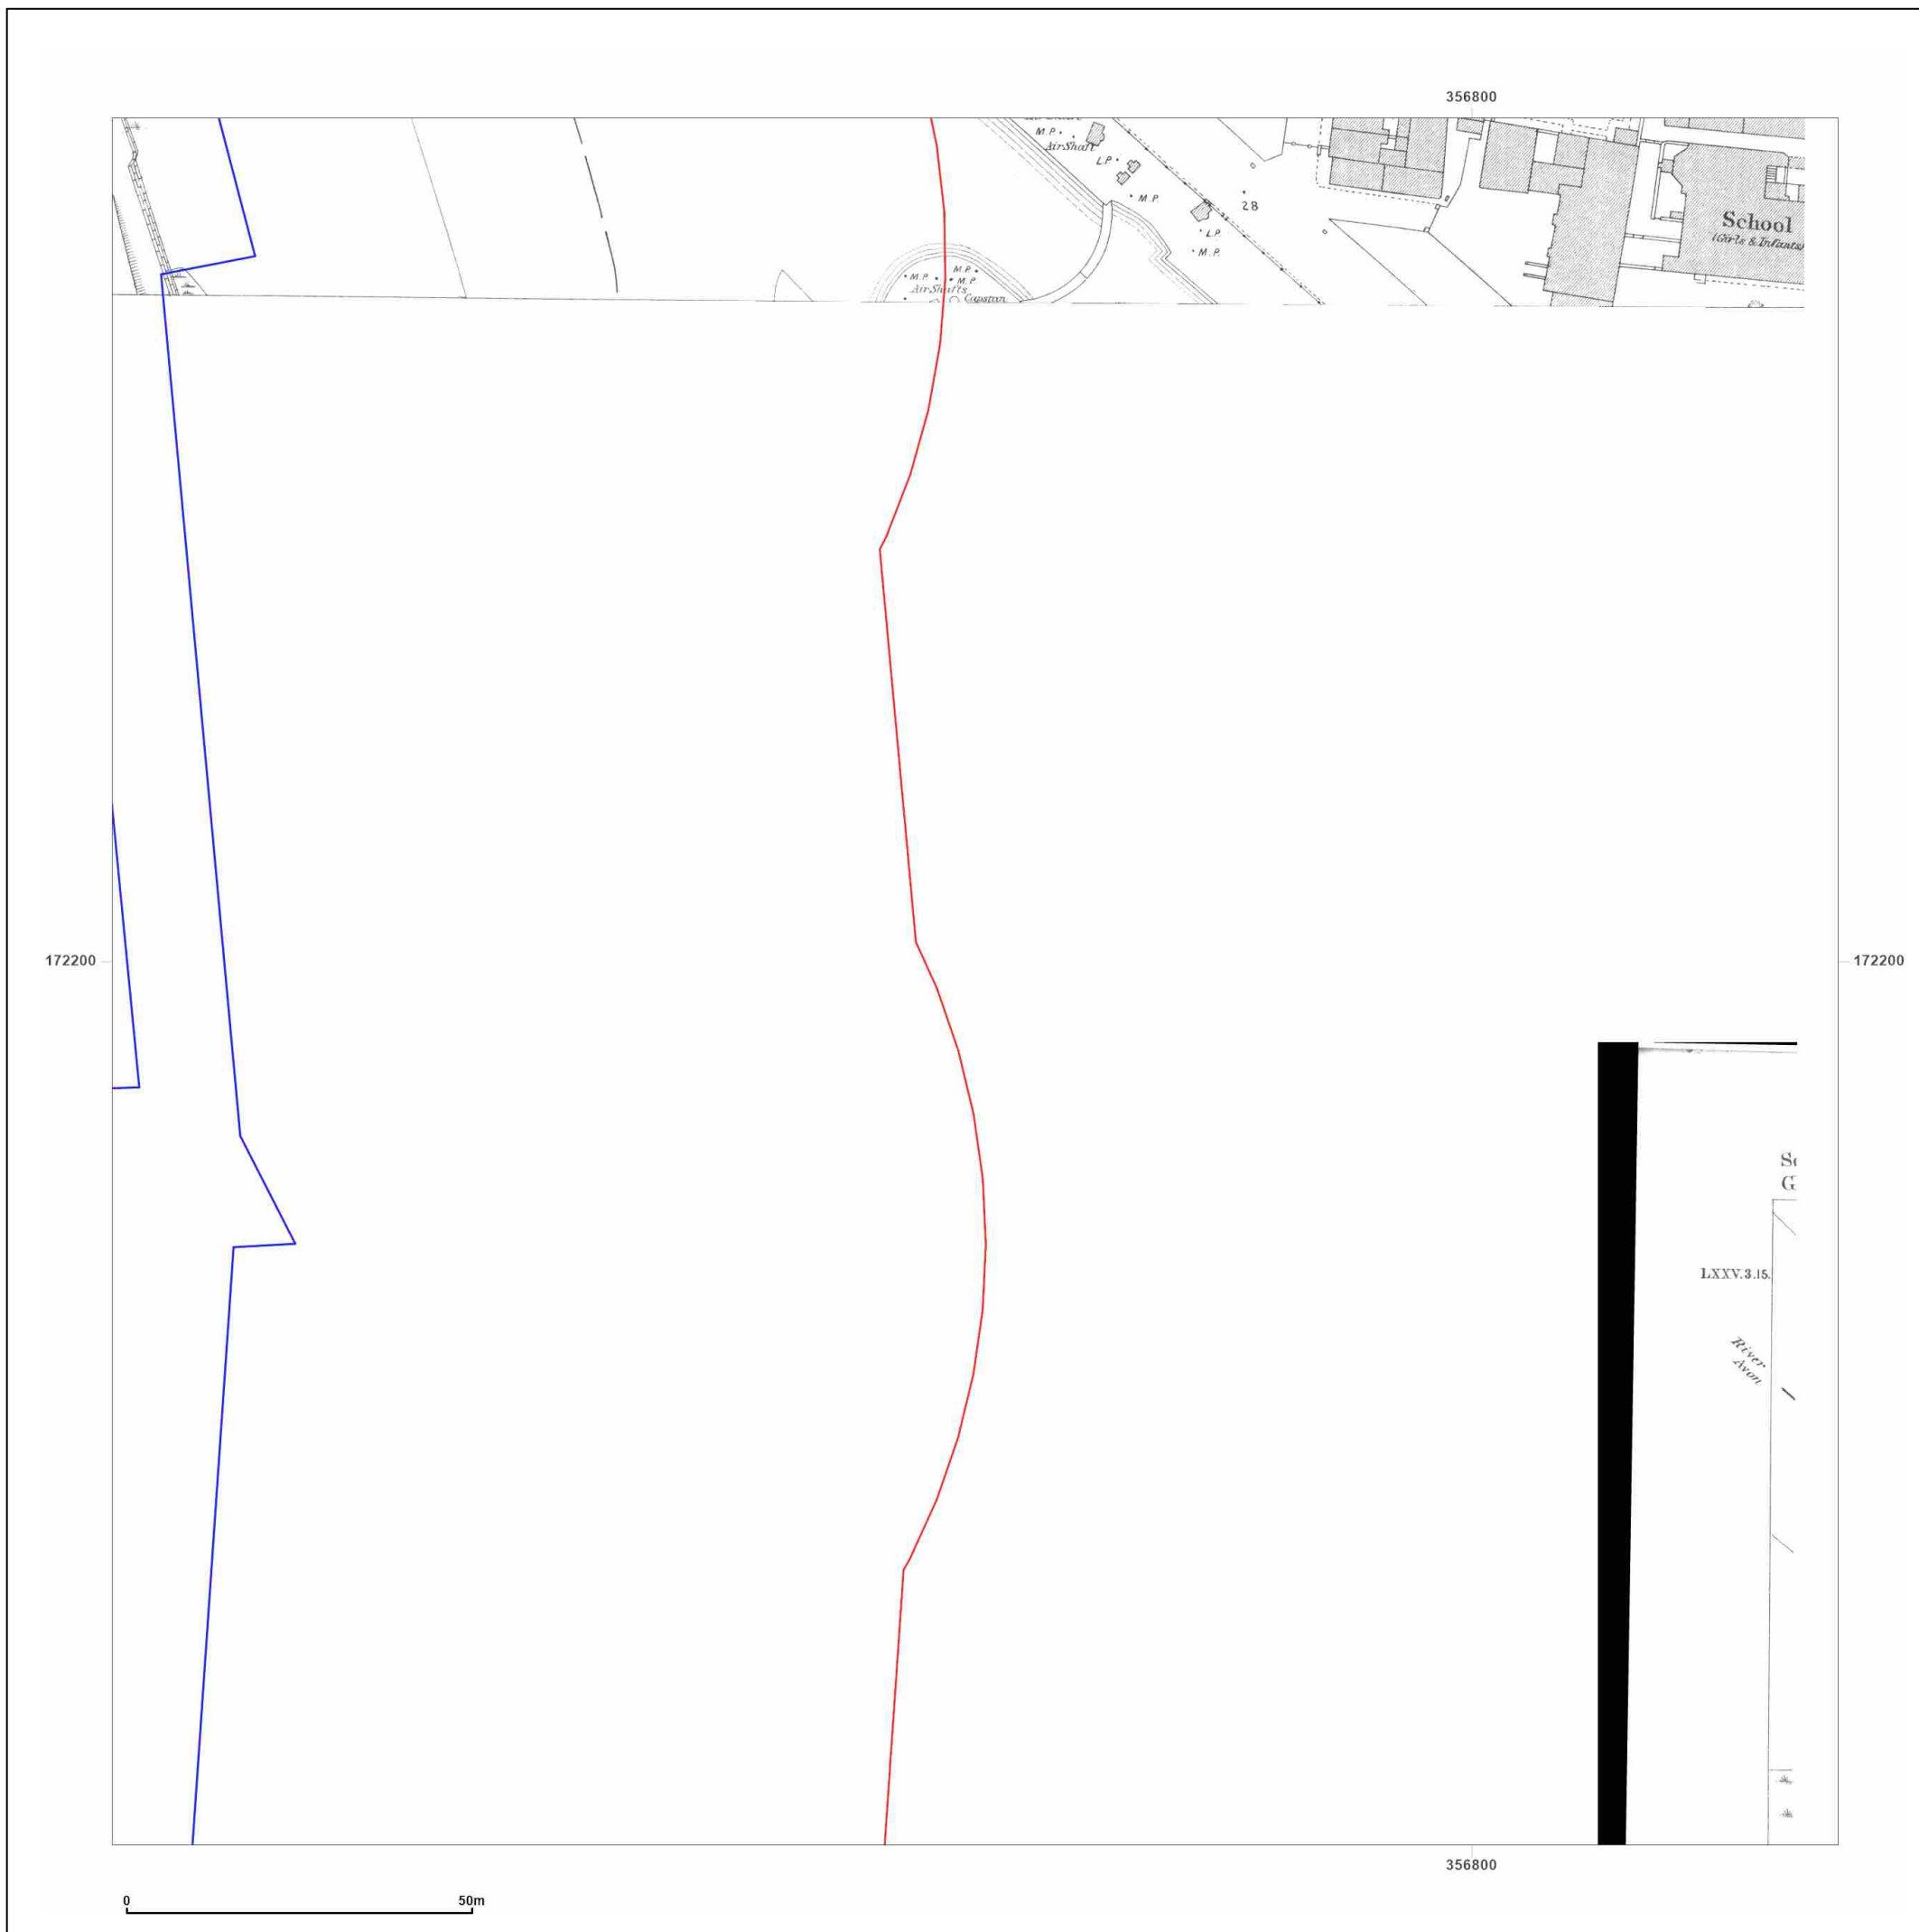 356800
M.P.
Air Shaft
L.P.
M.P.
28
L.P.
M.P.
School
(Girls & Infants)
M.P.
M.P.
M.P.
Air Shafts
Capstan
172200
172200
LXXV.3.15.
River
Avon
356800
0
50m